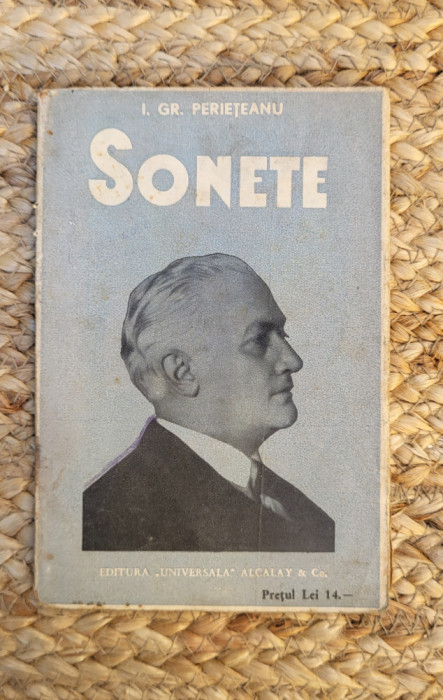 I. GR. PERIEȚEANU
SONETE
EDITURA „UNIVERSALA" ALCALAY & Co.
Prețul Lei 14.—